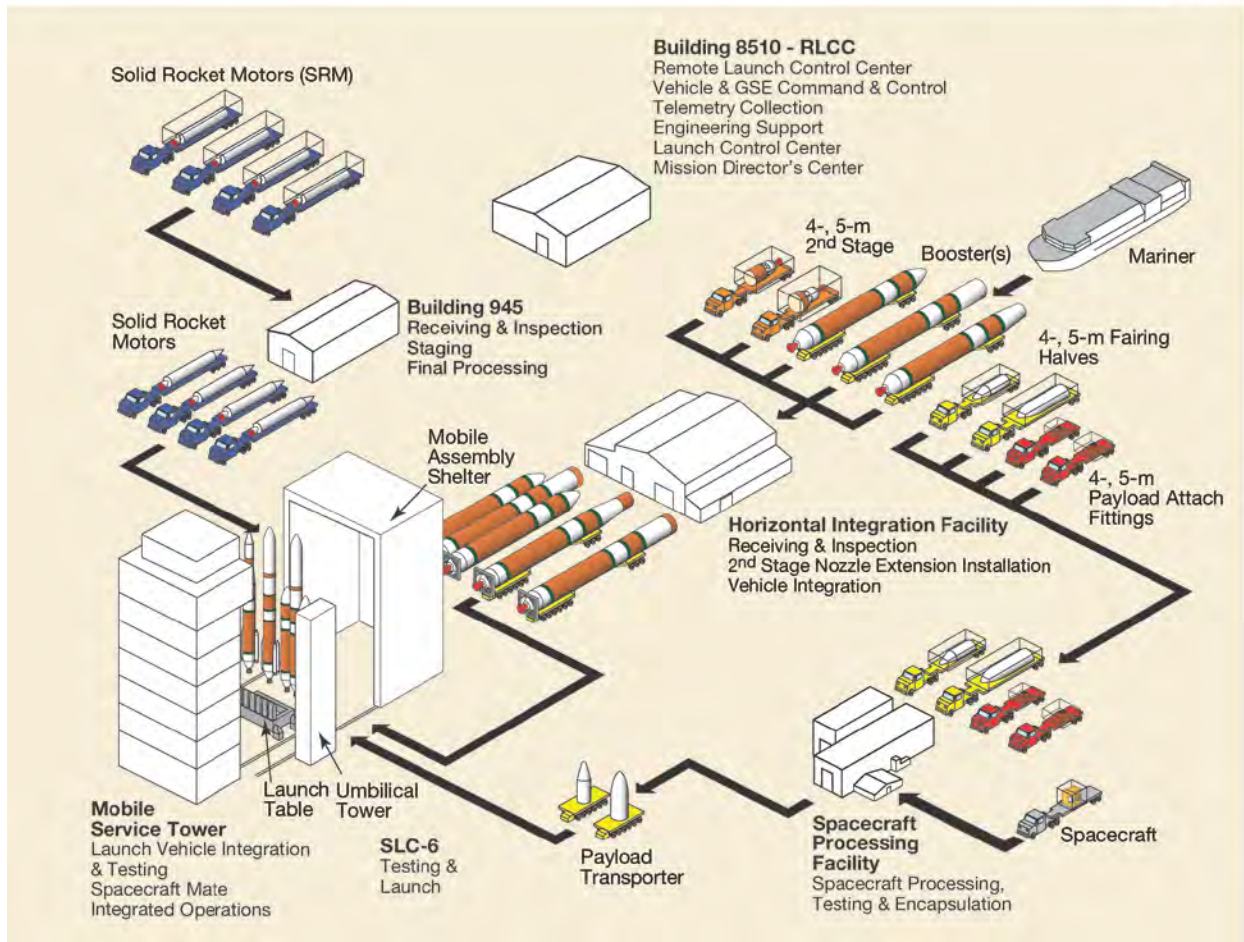 Solid Rocket Motors (SRM)
Building 8510 - RLCC
Remote Launch Control Center
Vehicle & GSE Command & Control
Telemetry Collection
Engineering Support
Launch Control Center
Mission Director's Center
4-, 5-m
2nd Stage
Booster(s)
Mariner
Solid Rocket
Motors
Building 945
Receiving & Inspection
Staging
Final Processing
4-, 5-m Fairing
Halves
Mobile
Assembly
Shelter
4-, 5-m
Payload Attach
Fittings
Horizontal Integration Facility
Receiving & Inspection
2nd Stage Nozzle Extension Installation
Vehicle Integration
Launch
Table
Umbilical
Tower
Mobile
Service Tower
Launch Vehicle Integration
& Testing
Spacecraft Mate
Integrated Operations
SLC-6
Testing &
Launch
Payload
Transporter
Spacecraft
Processing
Facility
Spacecraft Processing,
Testing & Encapsulation
Spacecraft